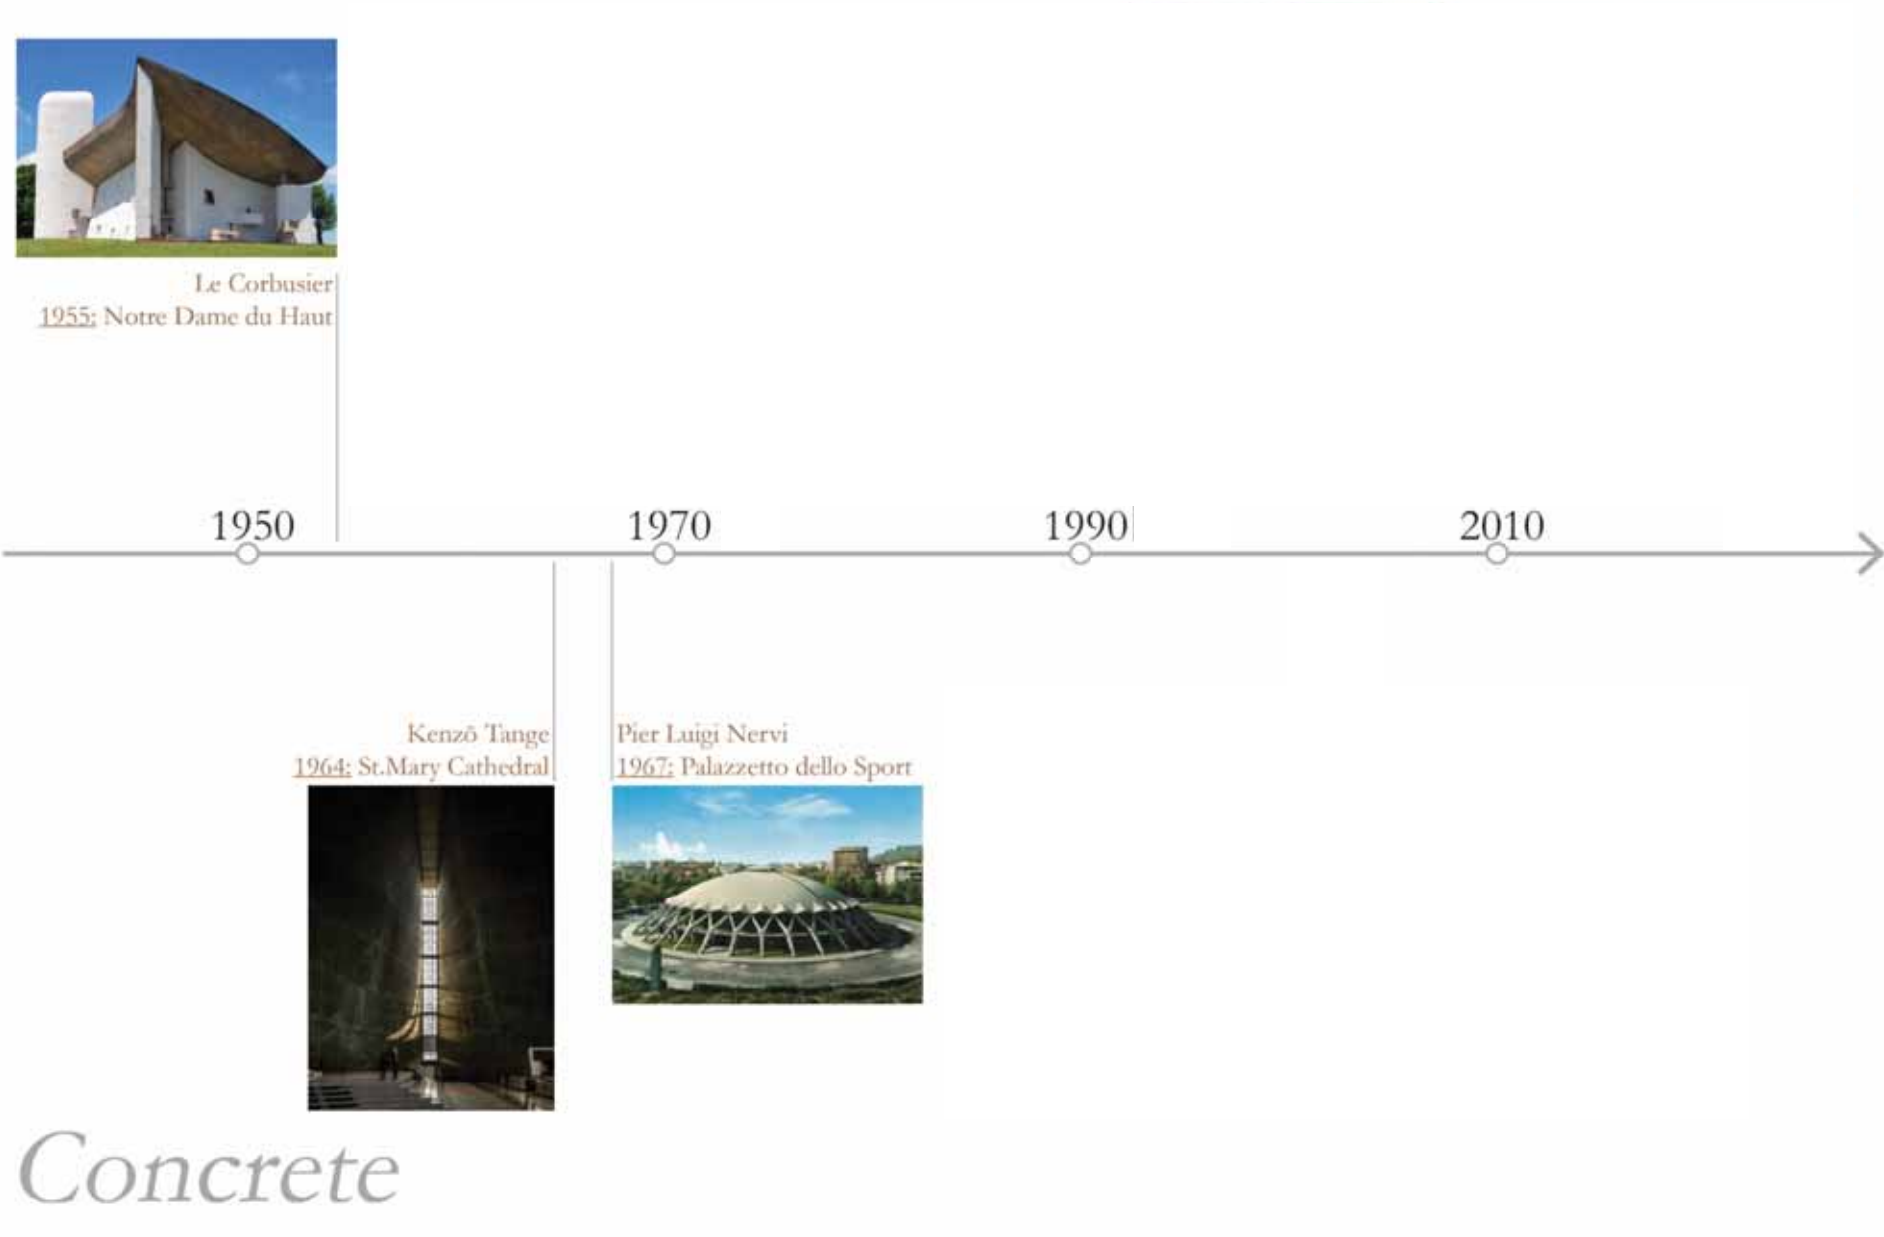 Le Corbusier
1955: Notre Dame du Haut
1950
1970
1990
2010
Kenzō Tange
1964: St.Mary Cathedral
Pier Luigi Nervi
1967: Palazzetto dello Sport
Concrete